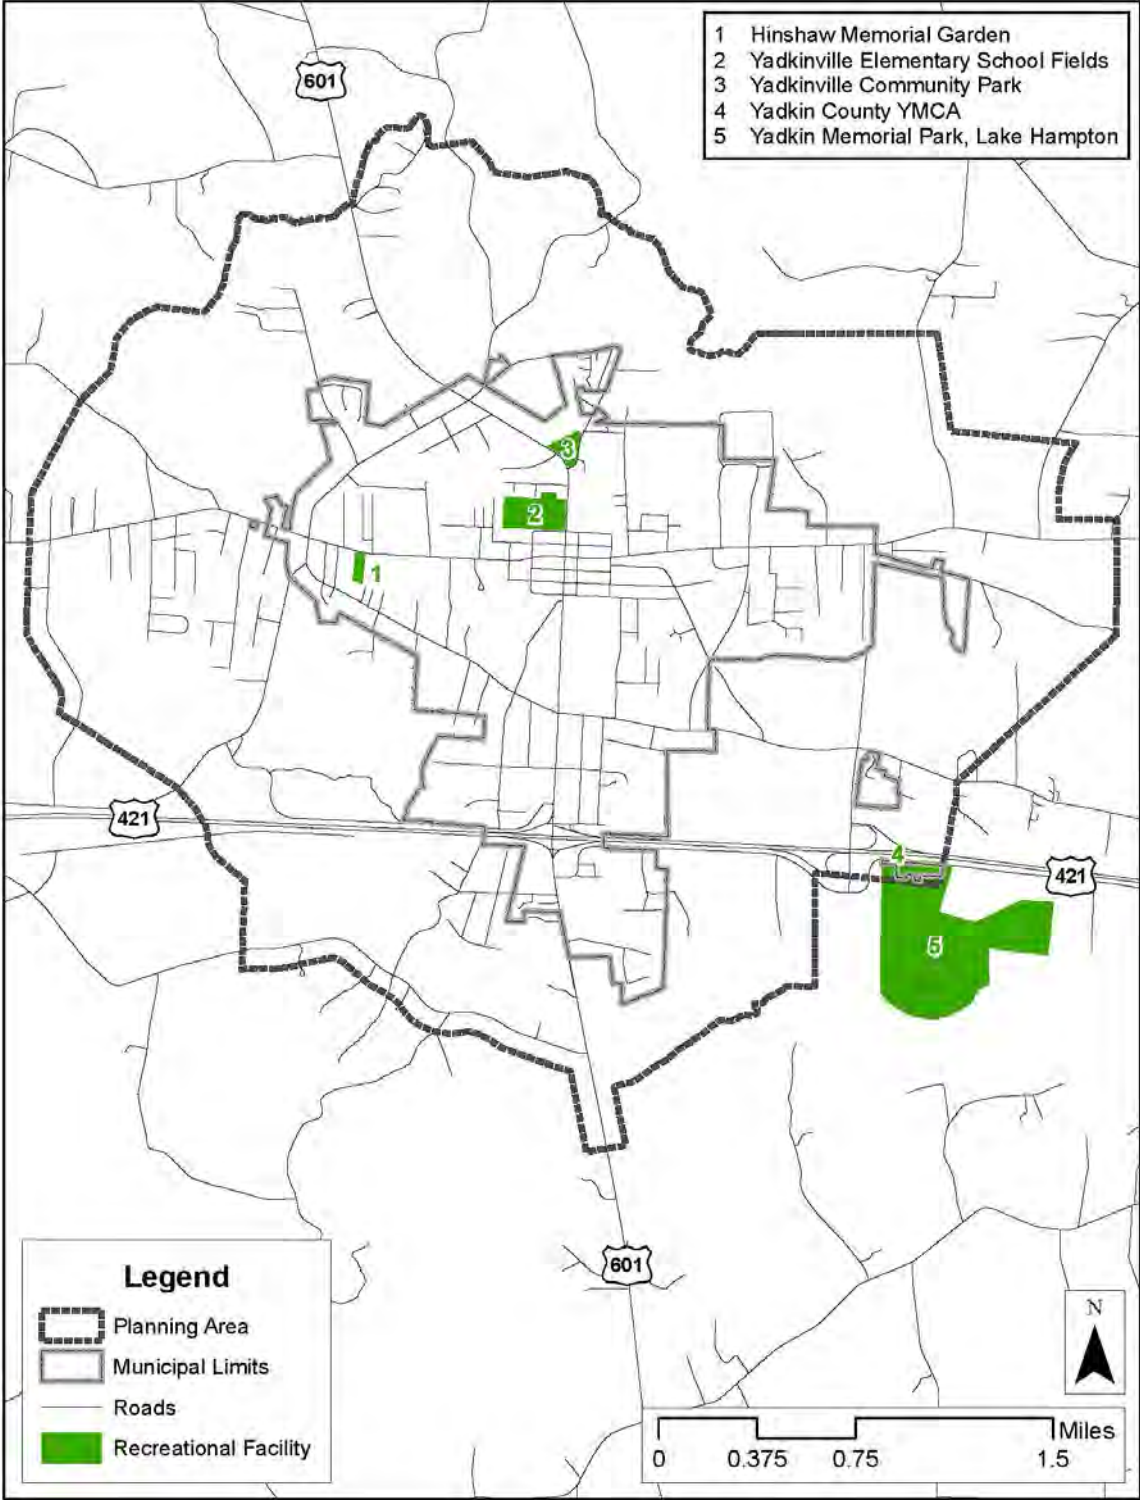 1 Hinshaw Memorial Garden
2 Yadkinville Elementary School Fields
3 Yadkinville Community Park
4 Yadkin County YMCA
5 Yadkin Memorial Park, Lake Hampton
601
3
2
1
421
4
421
5
601
Legend
Planning Area
Municipal Limits
Roads
Recreational Facility
N
Miles
0 0.375 0.75 1.5